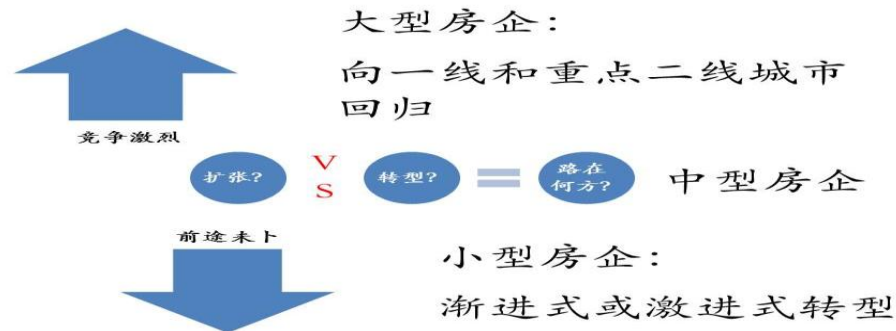 大型房企:
向一线和重点二线城市
回归
竞争激烈
扩张?
V
S
转型?
路在
何方?
中型房企
前途未卜
小型房企:
渐进式或激进式转型